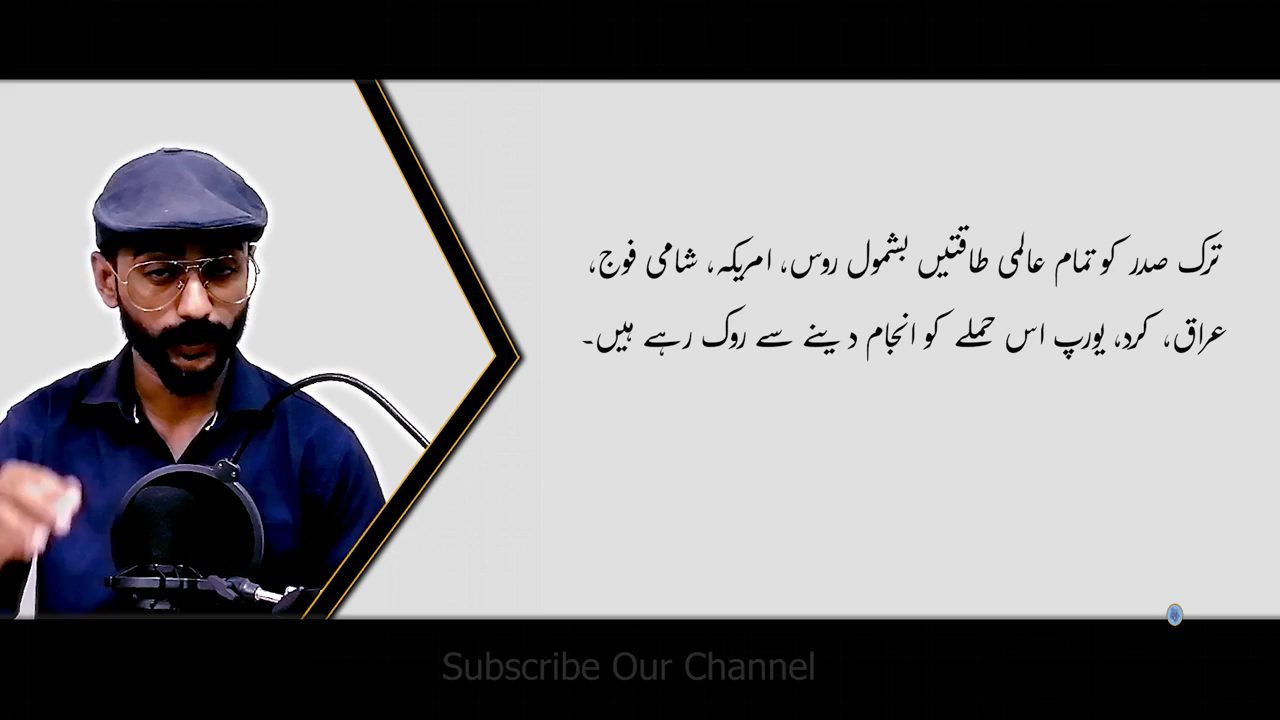 ترک صدر کو تمام عالمی طاقتیں بشمول روس، امریکہ، شامی فوج،
عراق، کرد، یورپ اس حملے کو انجام دینے سے روک رہے ہیں۔
Subscribe Our Channel